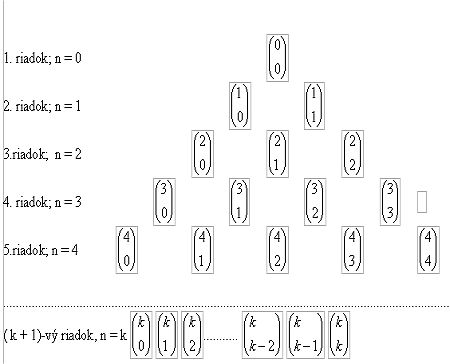 1. riadok; n = 0 (0 0)
2. riadok; n = 1 (1 0) (1 1)
3.riadok; n = 2 (2 0) (2 1) (2 2)
4. riadok; n = 3 (3 0) (3 1) (3 2) (3 3)
5.riadok; n = 4 (4 0) (4 1) (4 2) (4 3) (4 4)
(k + 1)-vý riadok, n = k (k 0) (k 1) (k 2) .......... (k k−2) (k k−1) (k k)